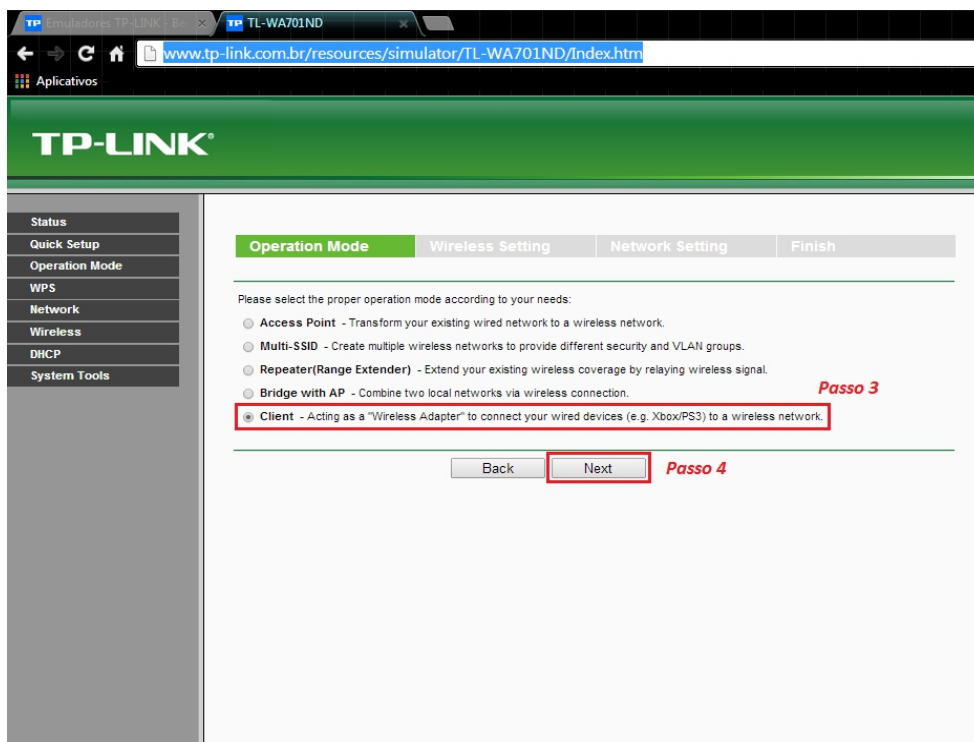 TP Emuladores TP-LINK - Be
TP TL-WA701ND
www.tp-link.com.br/resources/simulator/TL-WA701ND/Index.htm
Aplicativos
TP-LINK®
Status
Quick Setup
Operation Mode
WPS
Network
Wireless
DHCP
System Tools
Operation Mode Wireless Setting Network Setting Finish
Please select the proper operation mode according to your needs:
Access Point - Transform your existing wired network to a wireless network.
Multi-SSID - Create multiple wireless networks to provide different security and VLAN groups.
Repeater(Range Extender) - Extend your existing wireless coverage by relaying wireless signal.
Bridge with AP - Combine two local networks via wireless connection.
Passo 3
Client - Acting as a "Wireless Adapter" to connect your wired devices (e.g. Xbox/PS3) to a wireless network.
Back Next Passo 4